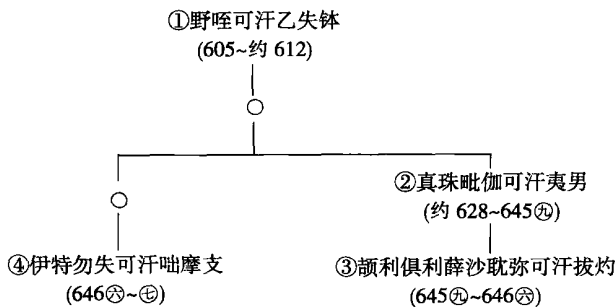 ①野咥可汗乙失钵
(605~约 612)
②真珠毗伽可汗夷男
(约 628~645㊈)
④伊特勿失可汗咄摩支
(646㊅~㊆)
③颉利俱利薛沙耽弥可汗拔灼
(645㊈~646㊅)